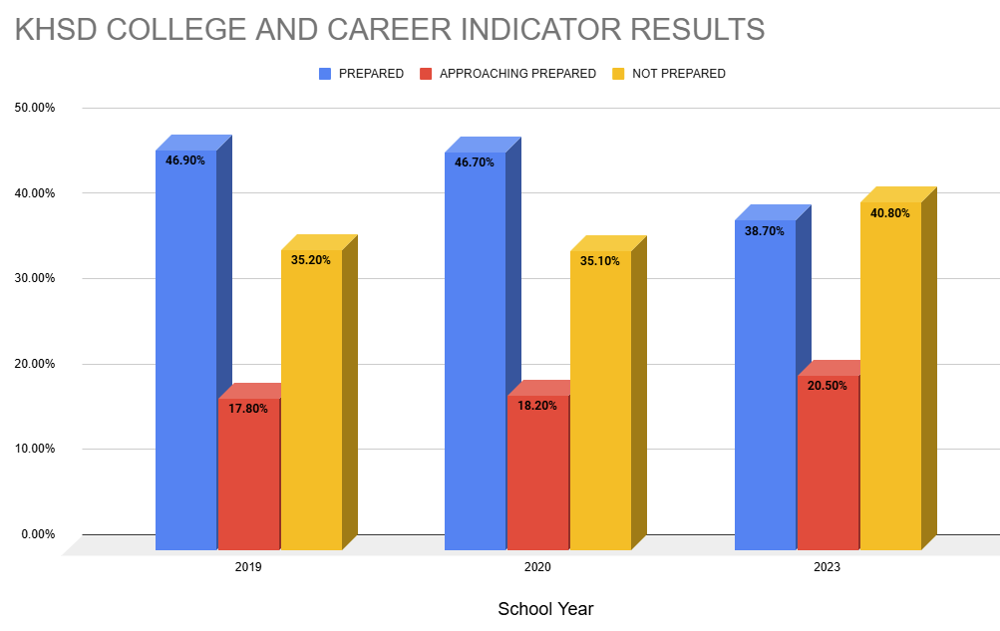 KHSD COLLEGE AND CAREER INDICATOR RESULTS
PREPARED APPROACHING PREPARED NOT PREPARED
50.00%
40.00%
30.00%
20.00%
10.00%
0.00%
46.90% 17.80% 35.20%
46.70% 18.20% 35.10%
38.70% 20.50% 40.80%
2019 2020 2023
School Year